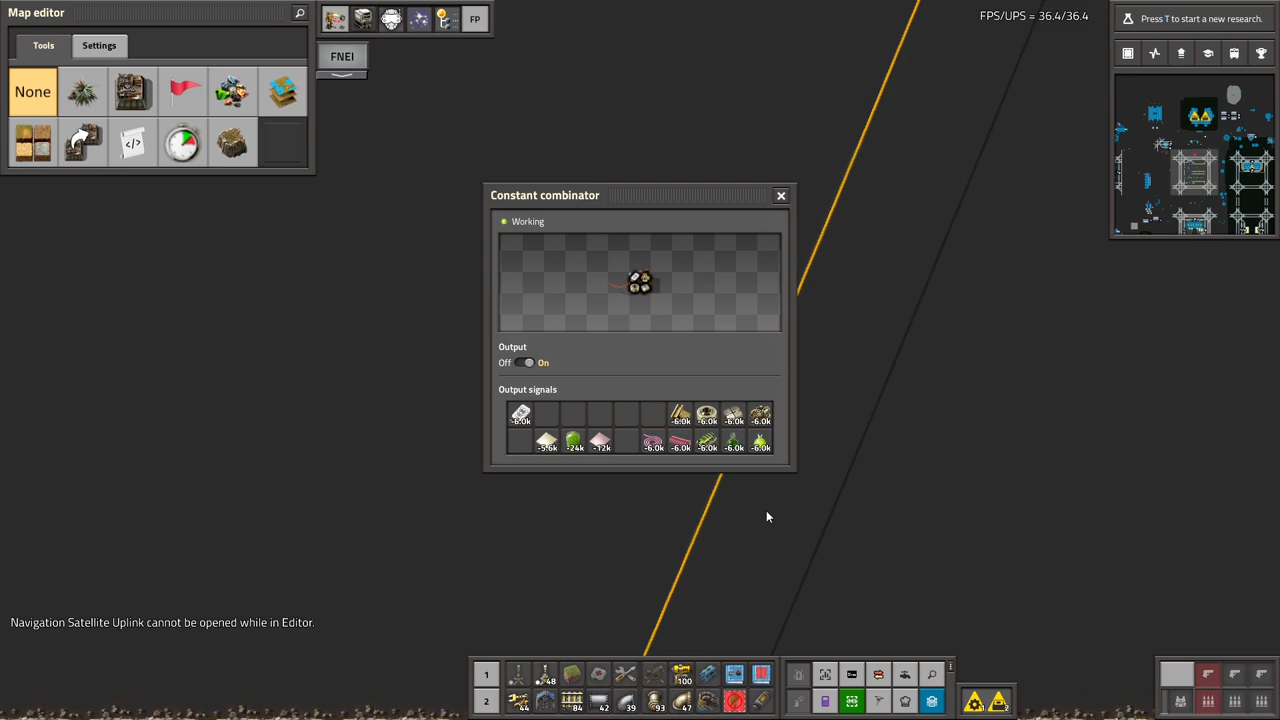 Map editor
Tools
Settings
None
</>
FP
FNEI
FPS/UPS = 36.4/36.4
Press T to start a new research.
Constant combinator
Working
Output
Off
On
Output signals
-6.0k
-6.0k
-6.0k
-6.0k
-6.0k
-5.6k
-24k
-12k
-6.0k
-6.0k
-6.0k
-6.0k
-6.0k
Navigation Satellite Uplink cannot be opened while in Editor.
1
48
100
2
44
84
42
39
93
47